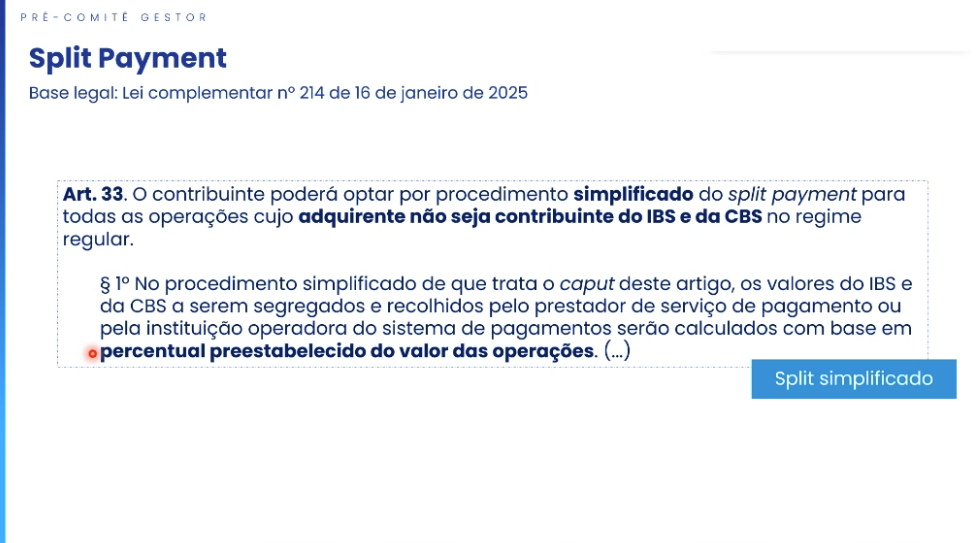 PRÉ-COMITÊ GESTOR
Split Payment
Base legal: Lei complementar nº 214 de 16 de janeiro de 2025
Art. 33. O contribuinte poderá optar por procedimento simplificado do split payment para
todas as operações cujo adquirente não seja contribuinte do IBS e da CBS no regime
regular.
§ 1º No procedimento simplificado de que trata o caput deste artigo, os valores do IBS e
da CBS a serem segregados e recolhidos pelo prestador de serviço de pagamento ou
pela instituição operadora do sistema de pagamentos serão calculados com base em
percentual preestabelecido do valor das operações. (...)
Split simplificado